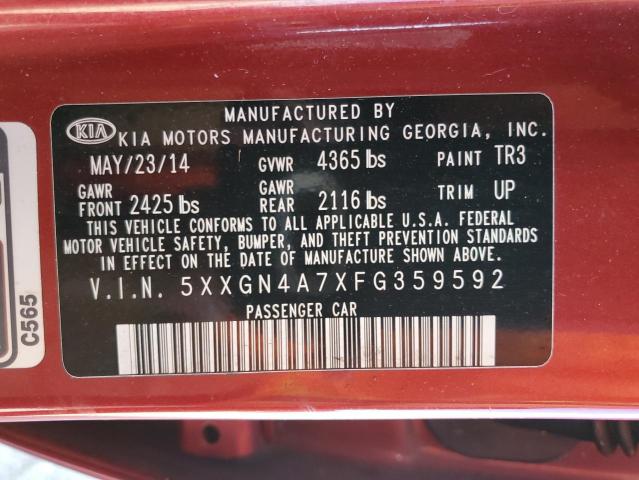 MANUFACTURED BY
KIA KIA MOTORS MANUFACTURING GEORGIA, INC.
MAY/23/14 GVWR 4365 lbs PAINT TR3
GAWR FRONT 2425 lbs GAWR REAR 2116 lbs TRIM UP
THIS VEHICLE CONFORMS TO ALL APPLICABLE U.S.A. FEDERAL
MOTOR VEHICLE SAFETY, BUMPER, AND THEFT PREVENTION STANDARDS
IN EFFECT ON THE DATE OF MANUFACTURE SHOWN ABOVE.
V.I.N. 5XXGN4A7XFG359592
PASSENGER CAR
C565